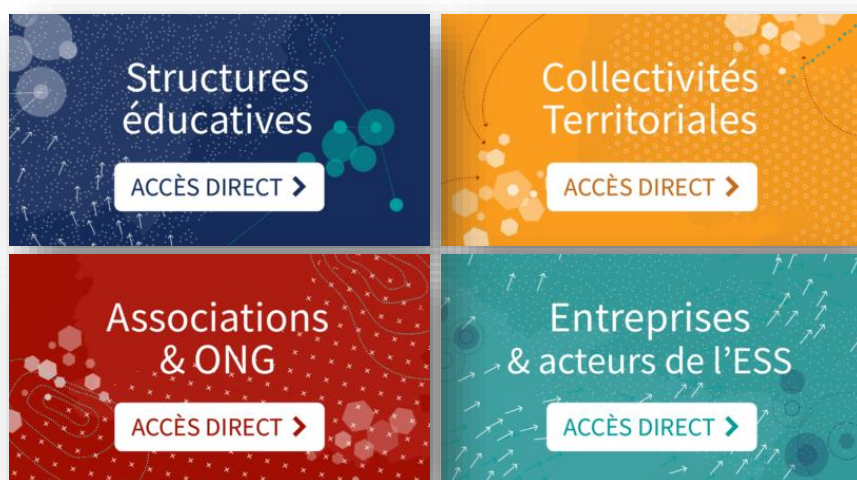 Structures
éducatives
ACCÈS DIRECT >
Collectivités
Territoriales
ACCÈS DIRECT >
Associations
& ONG
ACCÈS DIRECT >
Entreprises
& acteurs de l'ESS
ACCÈS DIRECT >